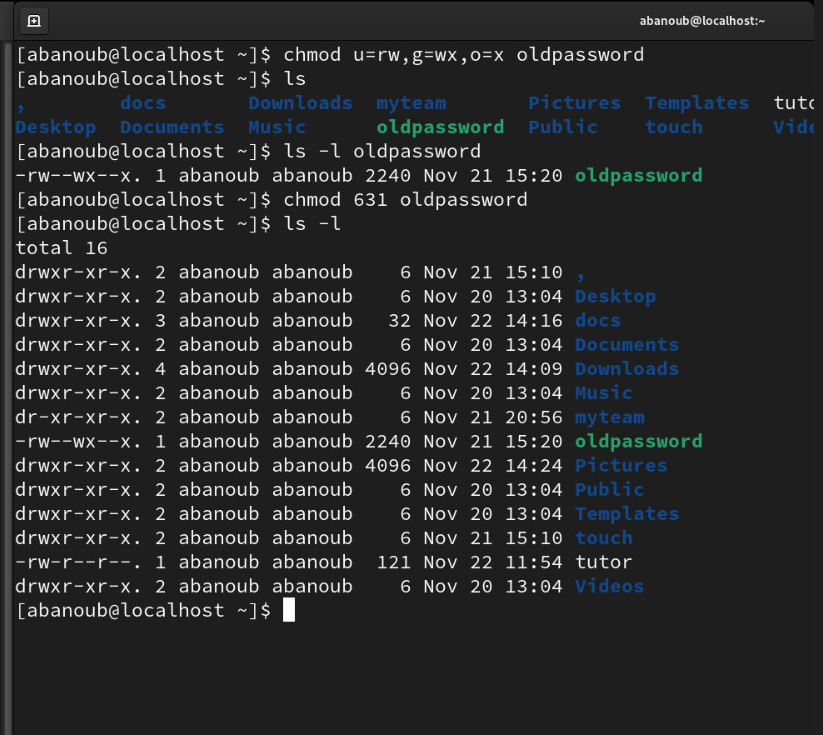 abanoub@localhost:~
[abanoub@localhost ~]$ chmod u=rw,g=wx,o=x oldpassword
[abanoub@localhost ~]$ ls
,        docs       Downloads  myteam       Pictures  Templates
Desktop  Documents  Music      oldpassword  Public    touch
[abanoub@localhost ~]$ ls -l oldpassword
-rw--wx--x. 1 abanoub abanoub 2240 Nov 21 15:20 oldpassword
[abanoub@localhost ~]$ chmod 631 oldpassword
[abanoub@localhost ~]$ ls -l
total 16
drwxr-xr-x. 2 abanoub abanoub    6 Nov 21 15:10 ,
drwxr-xr-x. 2 abanoub abanoub    6 Nov 20 13:04 Desktop
drwxr-xr-x. 3 abanoub abanoub   32 Nov 22 14:16 docs
drwxr-xr-x. 2 abanoub abanoub    6 Nov 20 13:04 Documents
drwxr-xr-x. 4 abanoub abanoub 4096 Nov 22 14:09 Downloads
drwxr-xr-x. 2 abanoub abanoub    6 Nov 20 13:04 Music
dr-xr-xr-x. 2 abanoub abanoub    6 Nov 21 20:56 myteam
-rw--wx--x. 1 abanoub abanoub 2240 Nov 21 15:20 oldpassword
drwxr-xr-x. 2 abanoub abanoub 4096 Nov 22 14:24 Pictures
drwxr-xr-x. 2 abanoub abanoub    6 Nov 20 13:04 Public
drwxr-xr-x. 2 abanoub abanoub    6 Nov 20 13:04 Templates
drwxr-xr-x. 2 abanoub abanoub    6 Nov 21 15:10 touch
-rw-r--r--. 1 abanoub abanoub  121 Nov 22 11:54 tutor
drwxr-xr-x. 2 abanoub abanoub    6 Nov 20 13:04 Videos
[abanoub@localhost ~]$